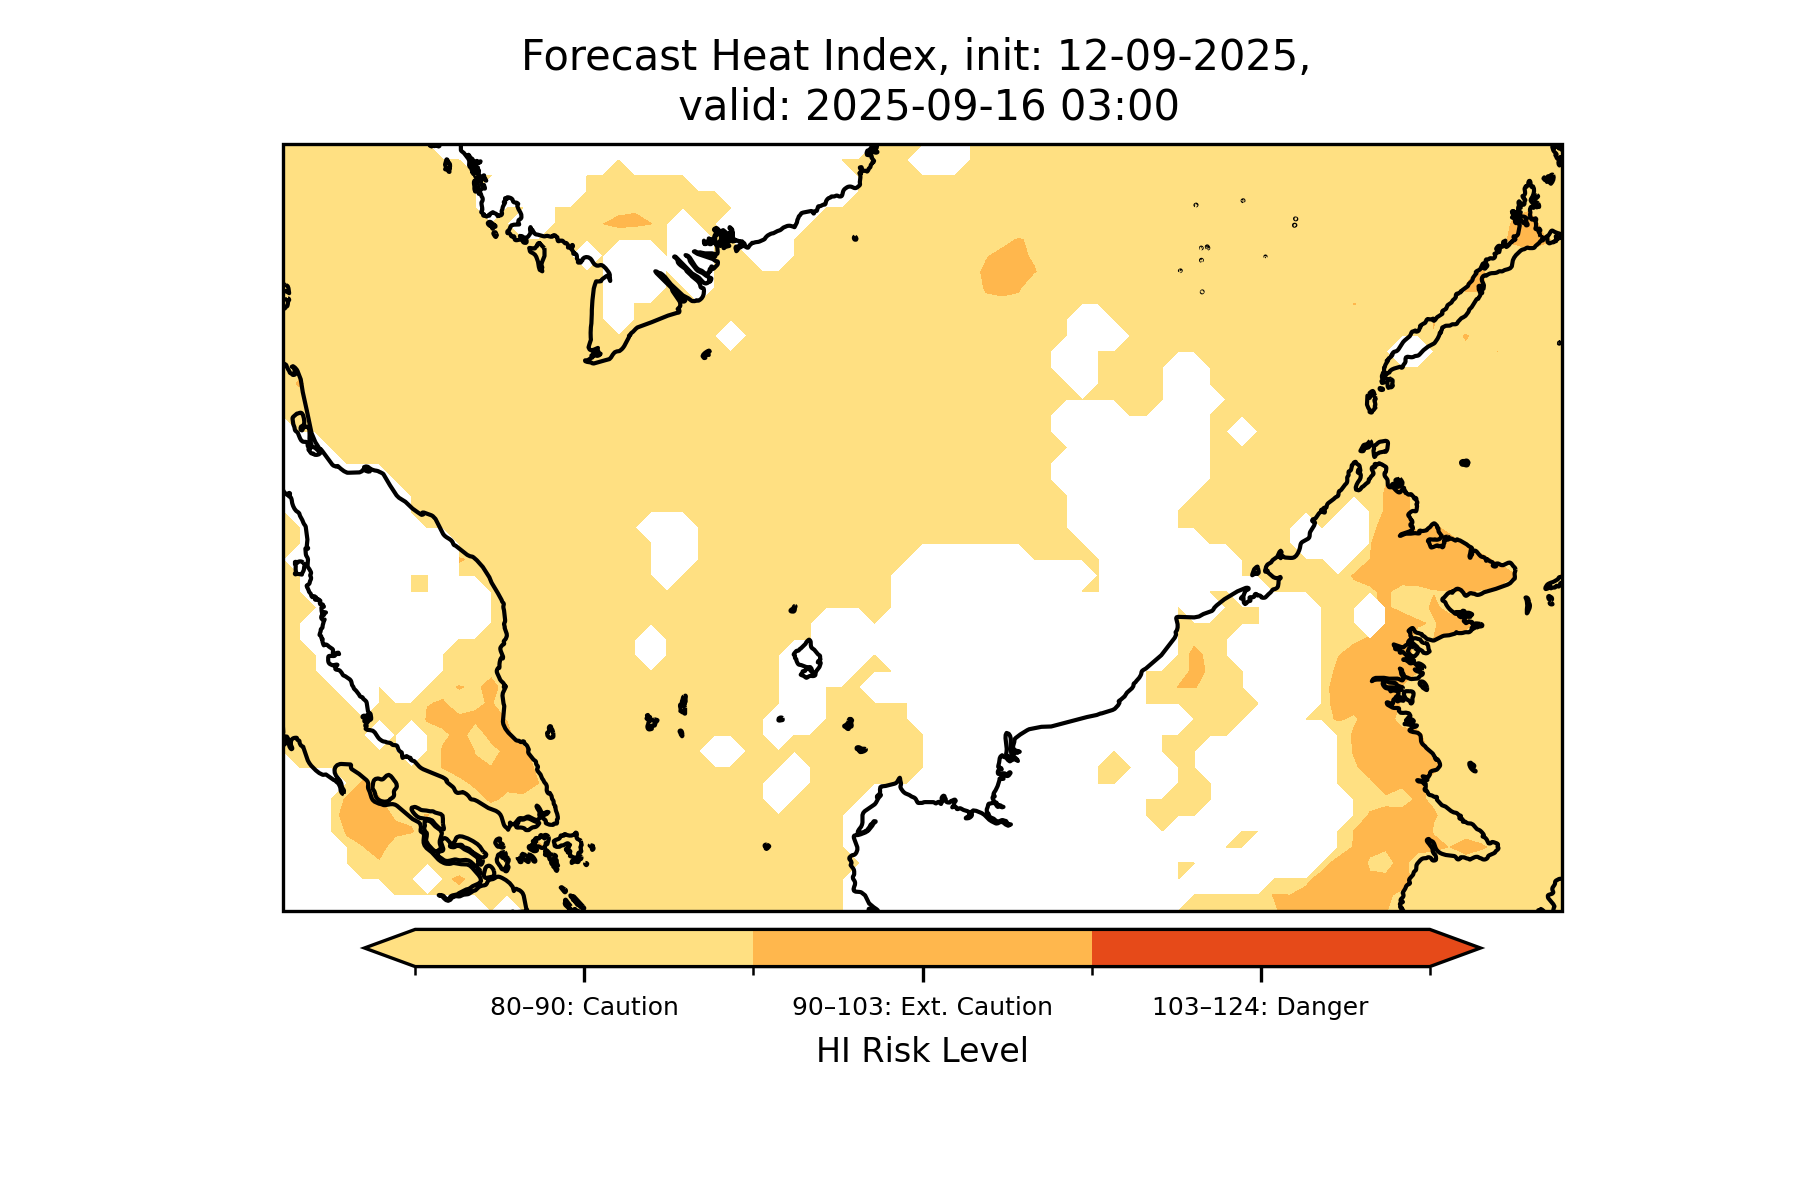 Forecast Heat Index, init: 12-09-2025,
valid: 2025-09-16 03:00
80–90: Caution
90–103: Ext. Caution
103–124: Danger
HI Risk Level